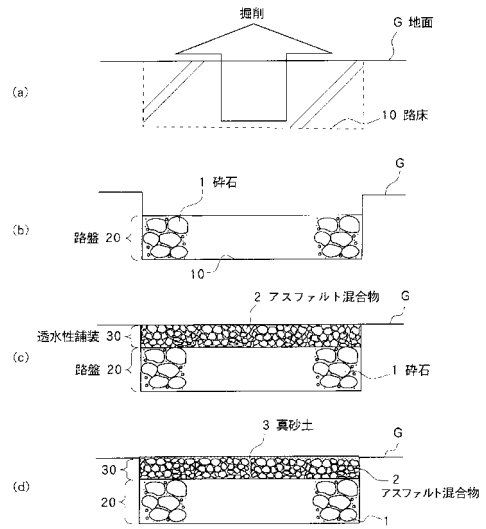 掘削
G 地面
(a)
10 路床
1 砕石
G
(b)
路盤 20
10
2 アスファルト混合物
G
透水性舗装 30
(c)
路盤 20
1 砕石
3 真砂土
G
30
2
アスファルト混合物
(d)
20
1